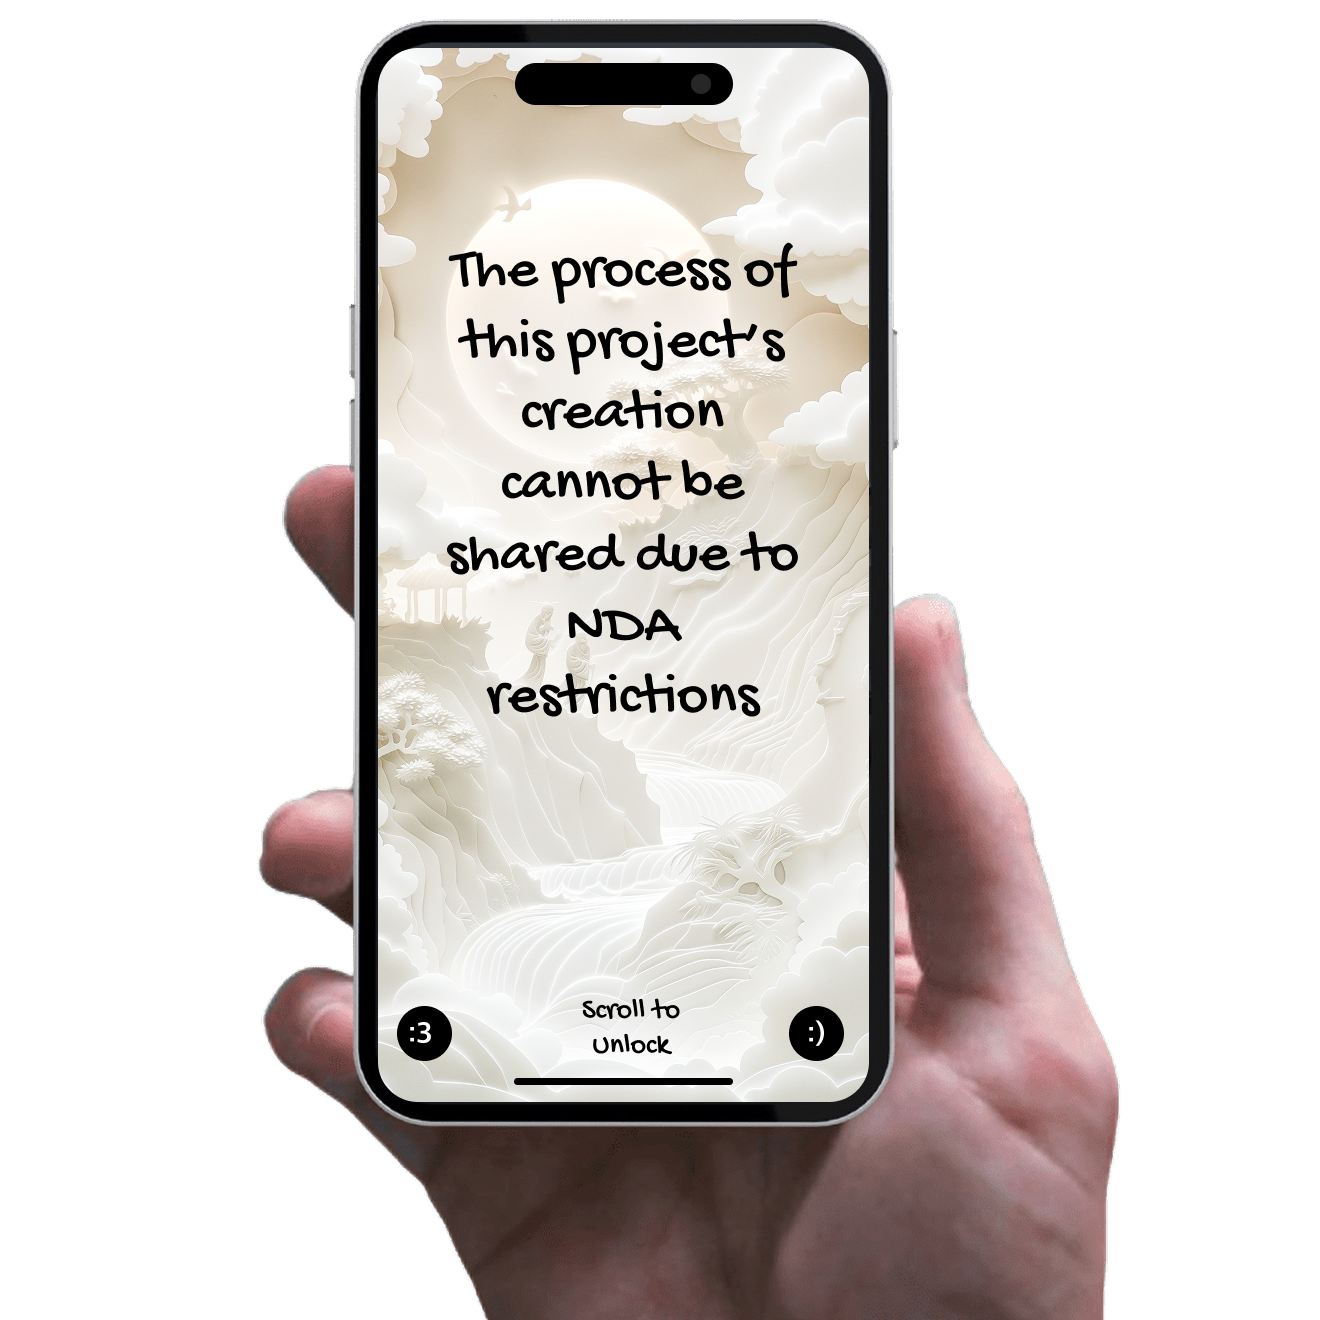 The process of
this project's
creation
cannot be
shared due to
NDA
restrictions
Scroll to
Unlock
:3
:)